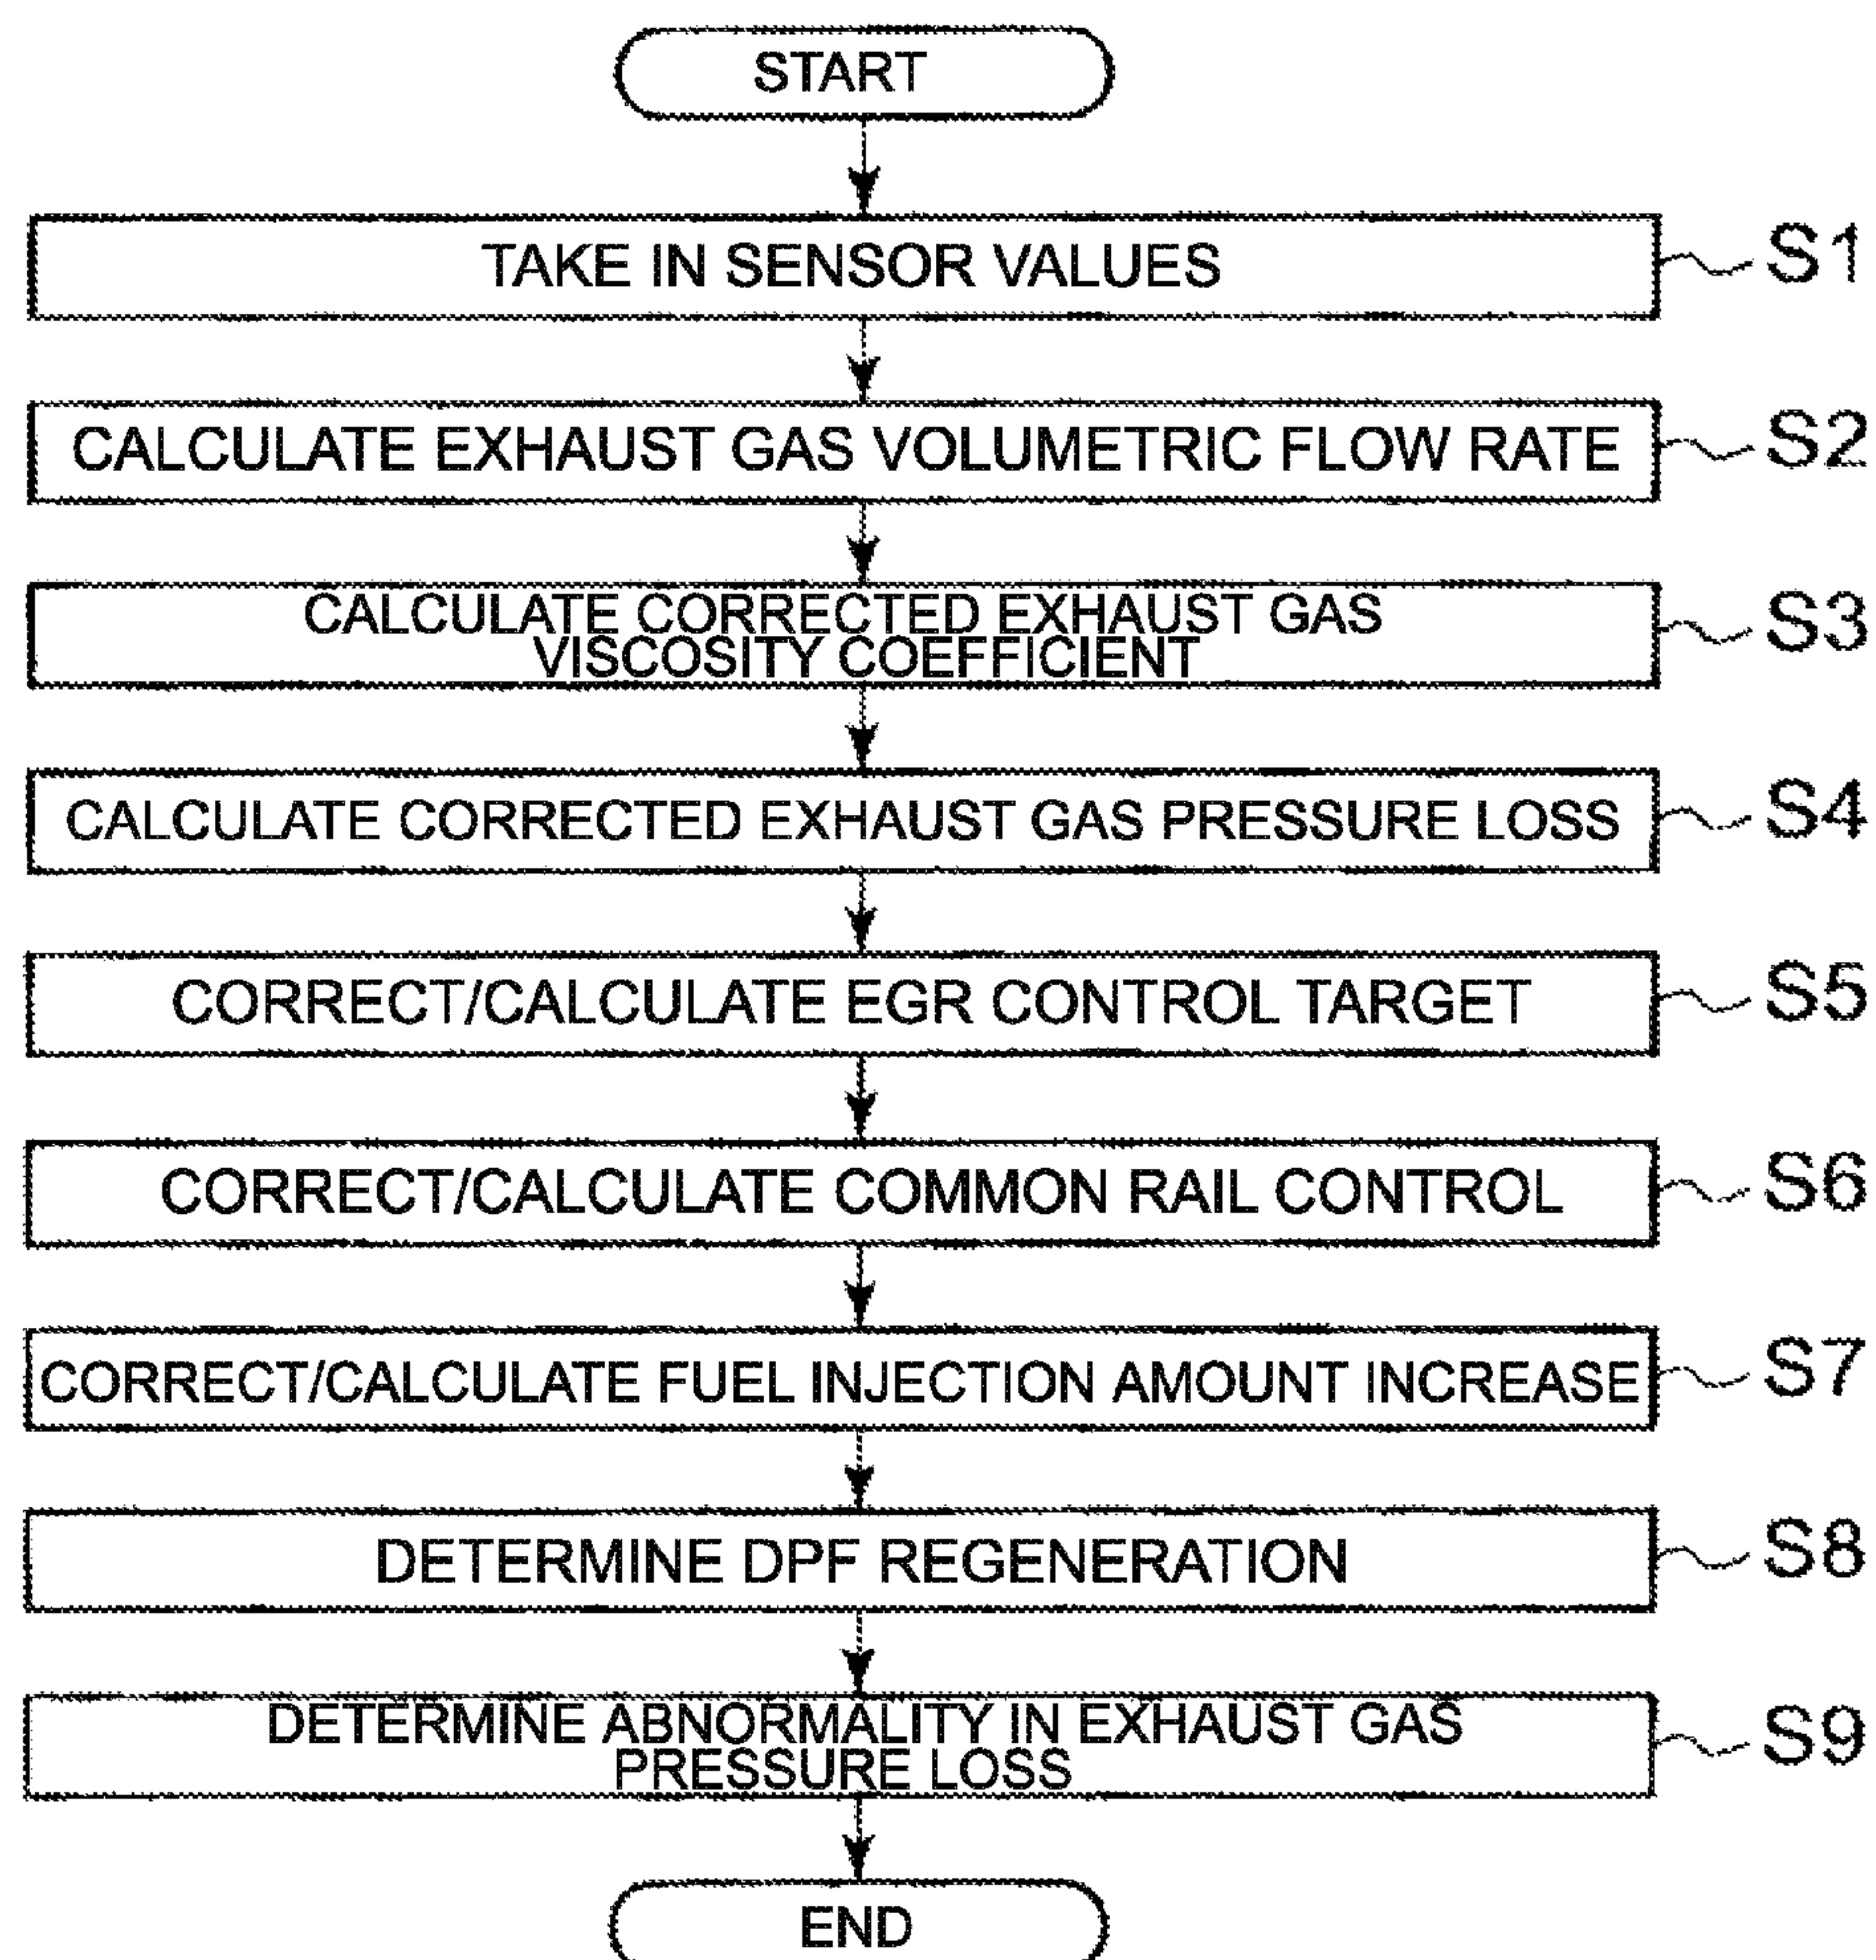 START
TAKE IN SENSOR VALUES
S1
CALCULATE EXHAUST GAS VOLUMETRIC FLOW RATE
S2
CALCULATE CORRECTED EXHAUST GAS
VISCOSITY COEFFICIENT
S3
CALCULATE CORRECTED EXHAUST GAS PRESSURE LOSS
S4
CORRECT/CALCULATE EGR CONTROL TARGET
S5
CORRECT/CALCULATE COMMON RAIL CONTROL
S6
CORRECT/CALCULATE FUEL INJECTION AMOUNT INCREASE
S7
DETERMINE DPF REGENERATION
S8
DETERMINE ABNORMALITY IN EXHAUST GAS
PRESSURE LOSS
S9
END